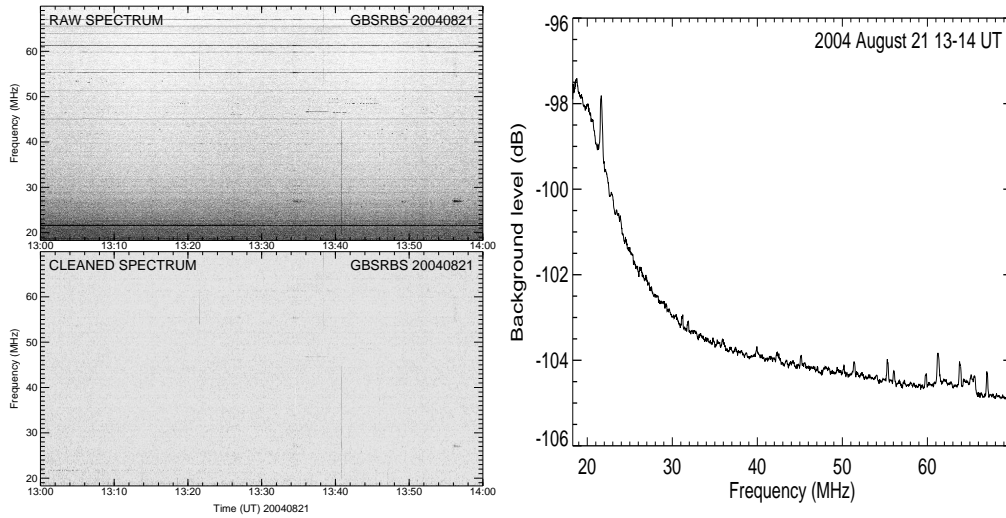 RAW SPECTRUM GBSRBS 20040821
Frequency (MHz)
60
50
40
30
20
13:00 13:10 13:20 13:30 13:40 13:50 14:00
CLEANED SPECTRUM GBSRBS 20040821
Frequency (MHz)
60
50
40
30
20
13:00 13:10 13:20 13:30 13:40 13:50 14:00
Time (UT) 20040821
2004 August 21 13-14 UT
Background level (dB)
-96
-98
-100
-102
-104
-106
20 30 40 50 60
Frequency (MHz)